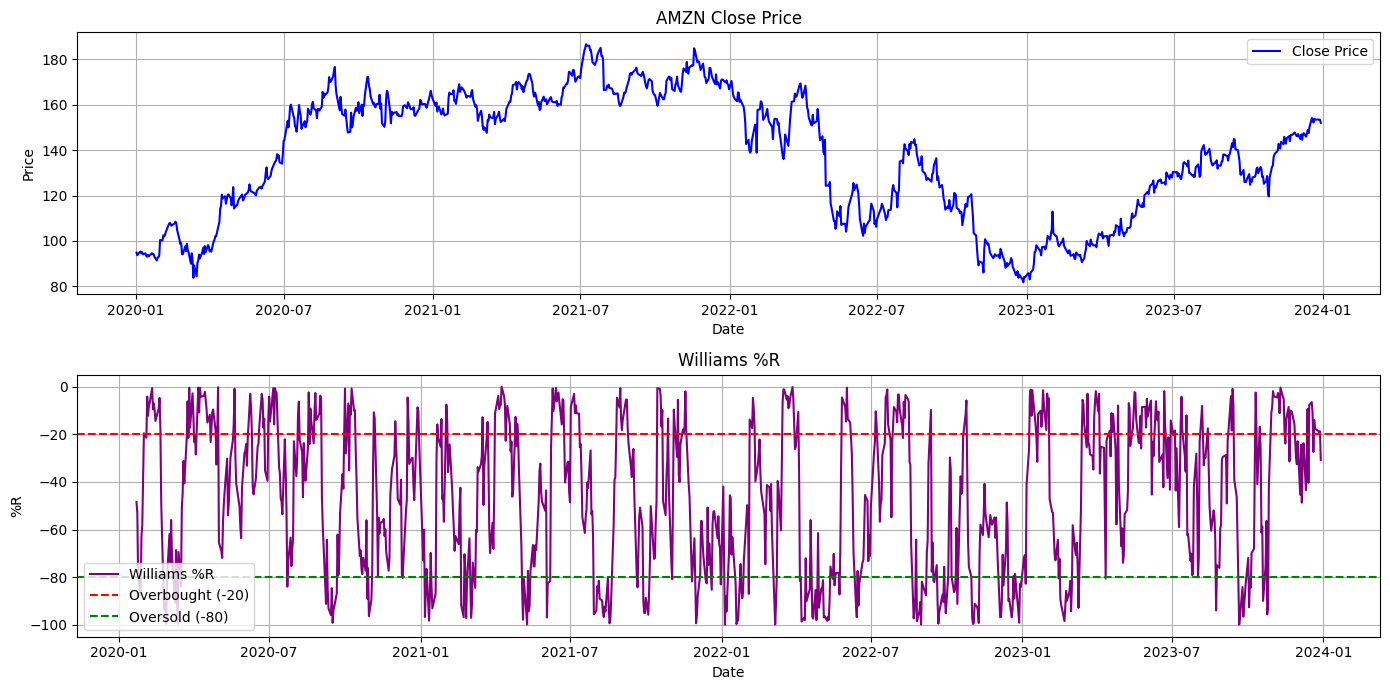 AMZN Close Price
Close Price
Price
180
160
140
120
100
80
2020-01 2020-07 2021-01 2021-07 2022-01 2022-07 2023-01 2023-07 2024-01
Date
Williams %R
%R
0
−20
−40
−60
−80
−100
Williams %R
Overbought (-20)
Oversold (-80)
2020-01 2020-07 2021-01 2021-07 2022-01 2022-07 2023-01 2023-07 2024-01
Date